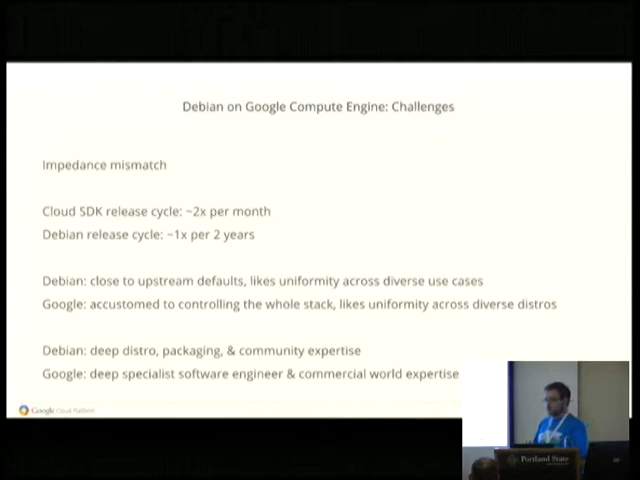 Debian on Google Compute Engine: Challenges
Impedance mismatch
Cloud SDK release cycle: ~2x per month
Debian release cycle: ~1x per 2 years
Debian: close to upstream defaults, likes uniformity across diverse use cases
Google: accustomed to controlling the whole stack, likes uniformity across diverse distros
Debian: deep distro, packaging, & community expertise
Google: deep specialist software engineer & commercial world expertise
Google Cloud Platform
Portland State